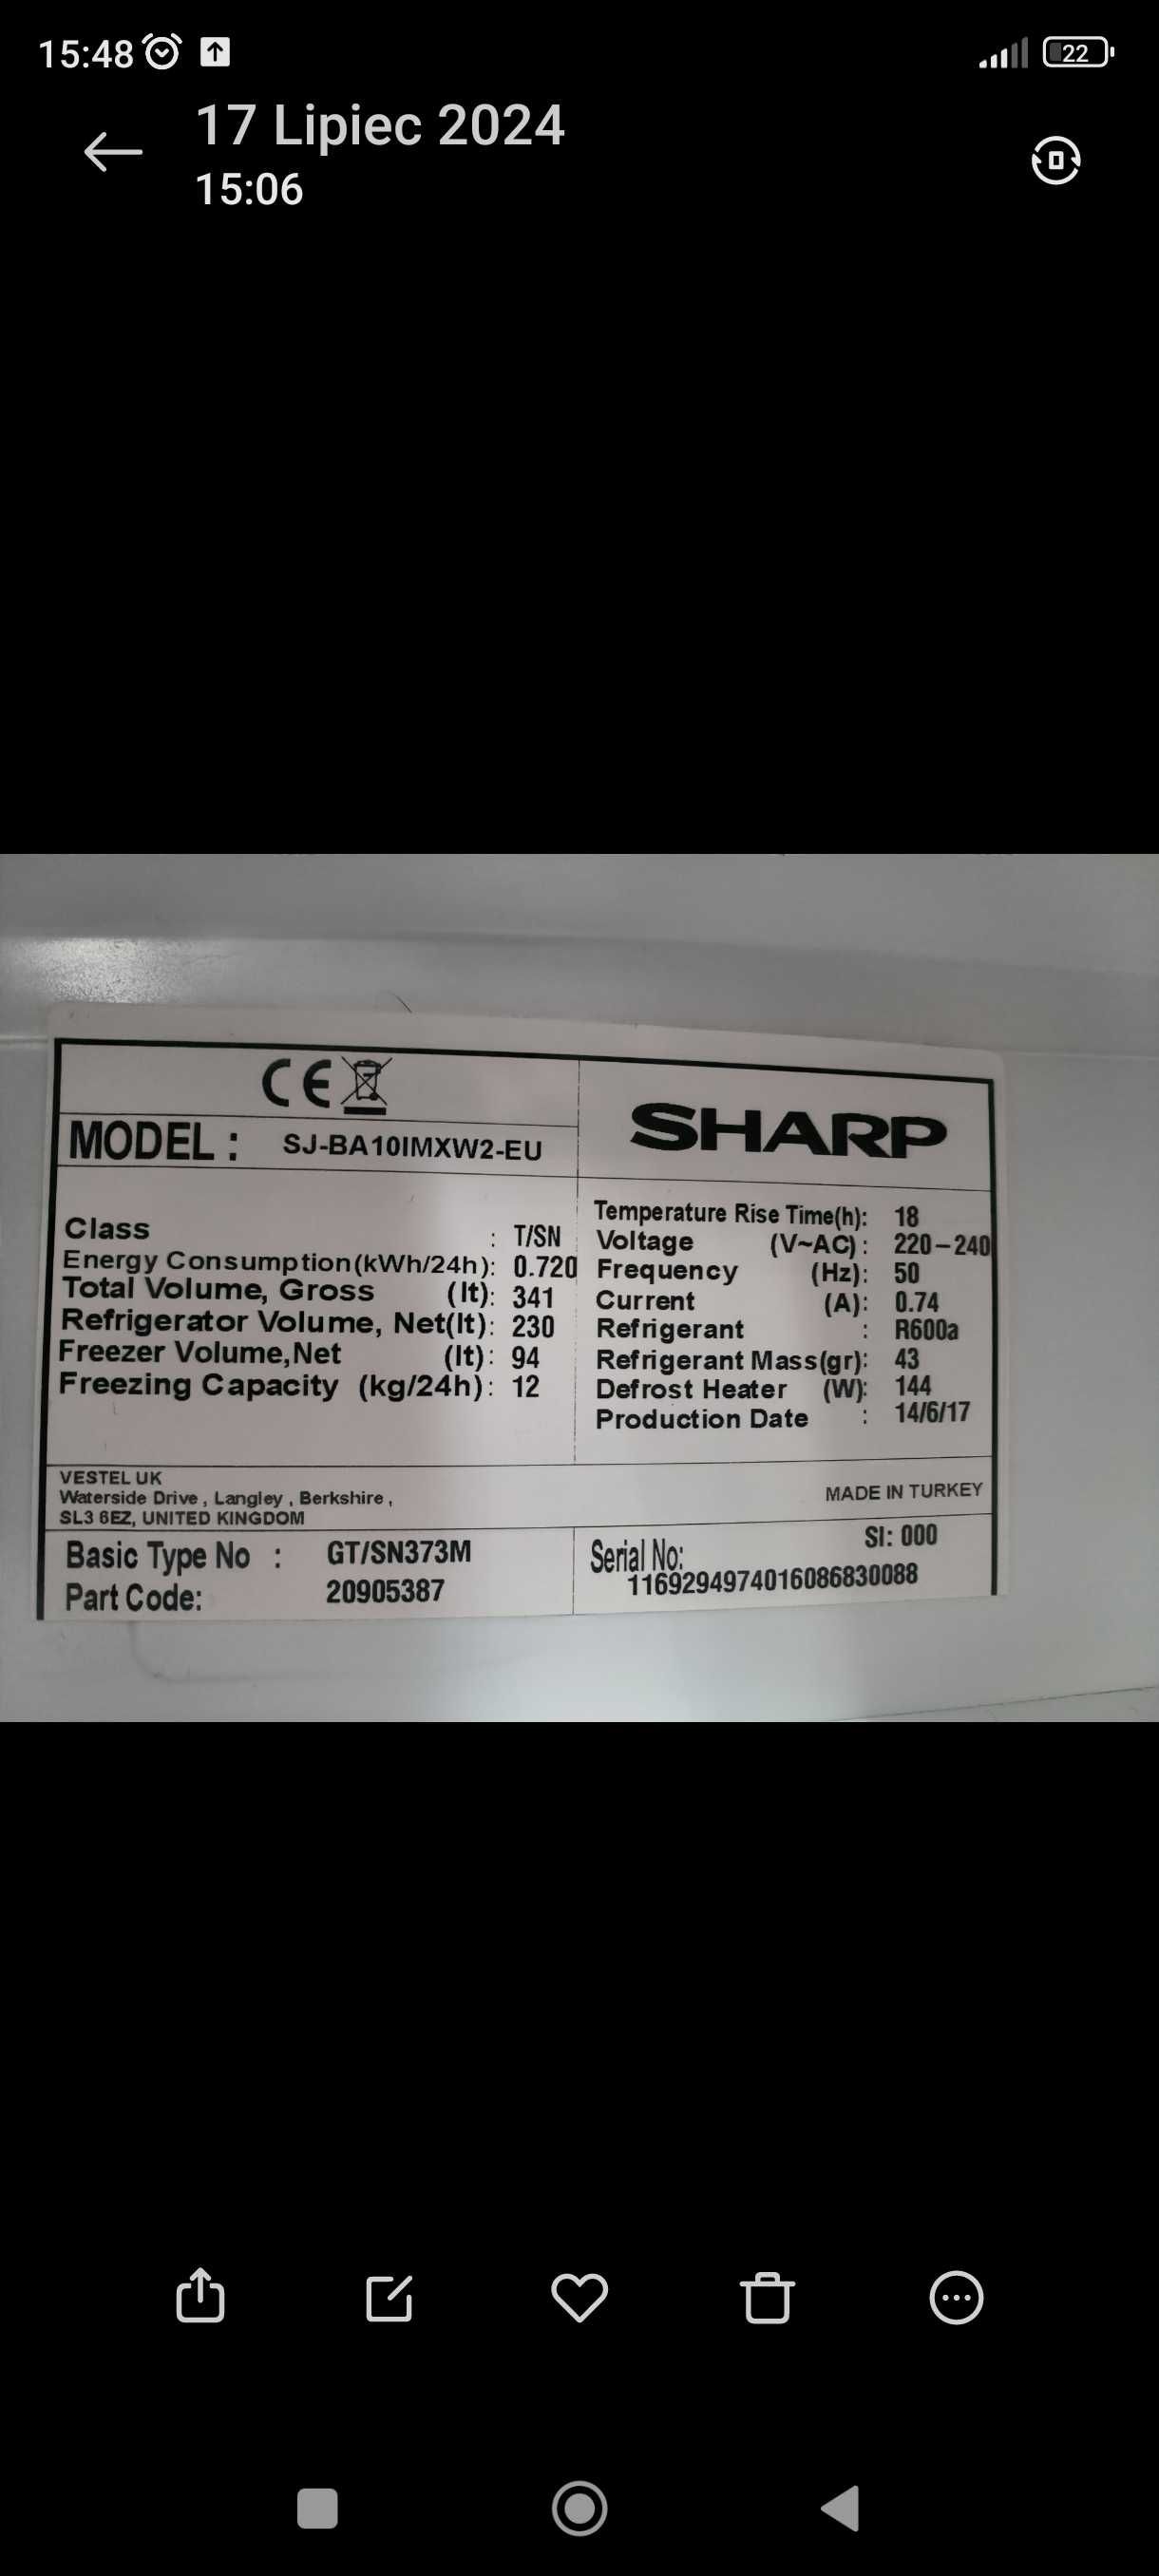 15:48
22
17 Lipiec 2024
15:06
CE
SHARP
MODEL : SJ-BA10IMXW2-EU
Class : T/SN
Energy Consumption(kWh/24h): 0.720
Total Volume, Gross (lt): 341
Refrigerator Volume, Net(lt): 230
Freezer Volume,Net (lt): 94
Freezing Capacity (kg/24h): 12
Temperature Rise Time(h): 18
Voltage (V~AC): 220-240
Frequency (Hz): 50
Current (A): 0.74
Refrigerant : R600a
Refrigerant Mass(gr): 43
Defrost Heater (W): 144
Production Date : 14/6/17
VESTEL UK
Waterside Drive , Langley , Berkshire ,
SL3 6EZ, UNITED KINGDOM
MADE IN TURKEY
Basic Type No : GT/SN373M
Part Code: 20905387
SI: 000
Serial No:
1169294974016086830088